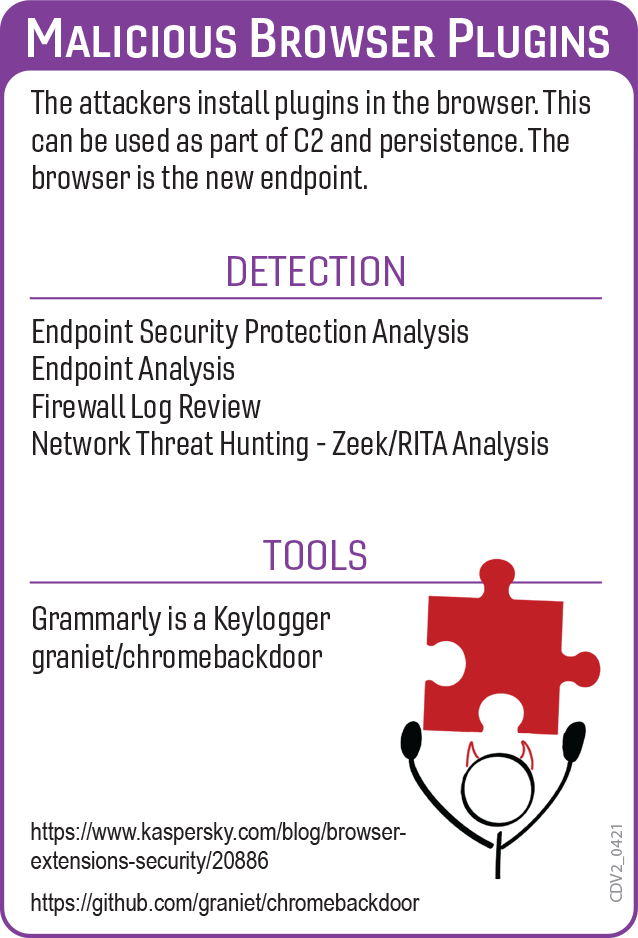 MALICIOUS BROWSER PLUGINS
The attackers install plugins in the browser. This
can be used as part of C2 and persistence. The
browser is the new endpoint.
DETECTION
Endpoint Security Protection Analysis
Endpoint Analysis
Firewall Log Review
Network Threat Hunting - Zeek/RITA Analysis
TOOLS
Grammarly is a Keylogger
graniet/chromebackdoor
https://www.kaspersky.com/blog/browser-
extensions-security/20886
https://github.com/graniet/chromebackdoor
CDV2_0421